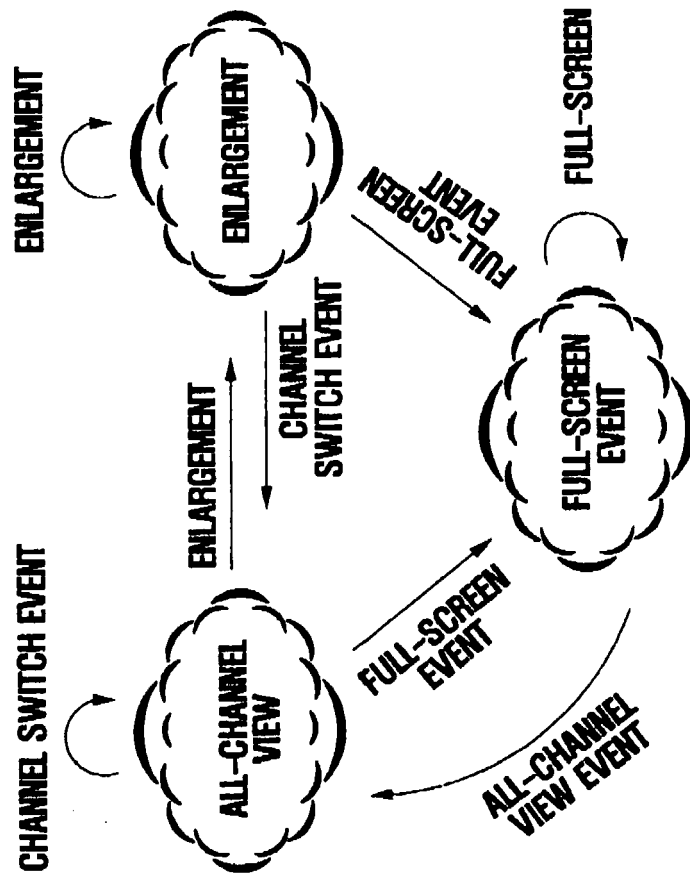 CHANNEL SWITCH EVENT
ENLARGEMENT
ALL-CHANNEL
VIEW
ENLARGEMENT
CHANNEL
SWITCH EVENT
ENLARGEMENT
FULL-SCREEN
EVENT
FULL-SCREEN
EVENT
ALL-CHANNEL
VIEW EVENT
FULL-SCREEN
EVENT
FULL-SCREEN